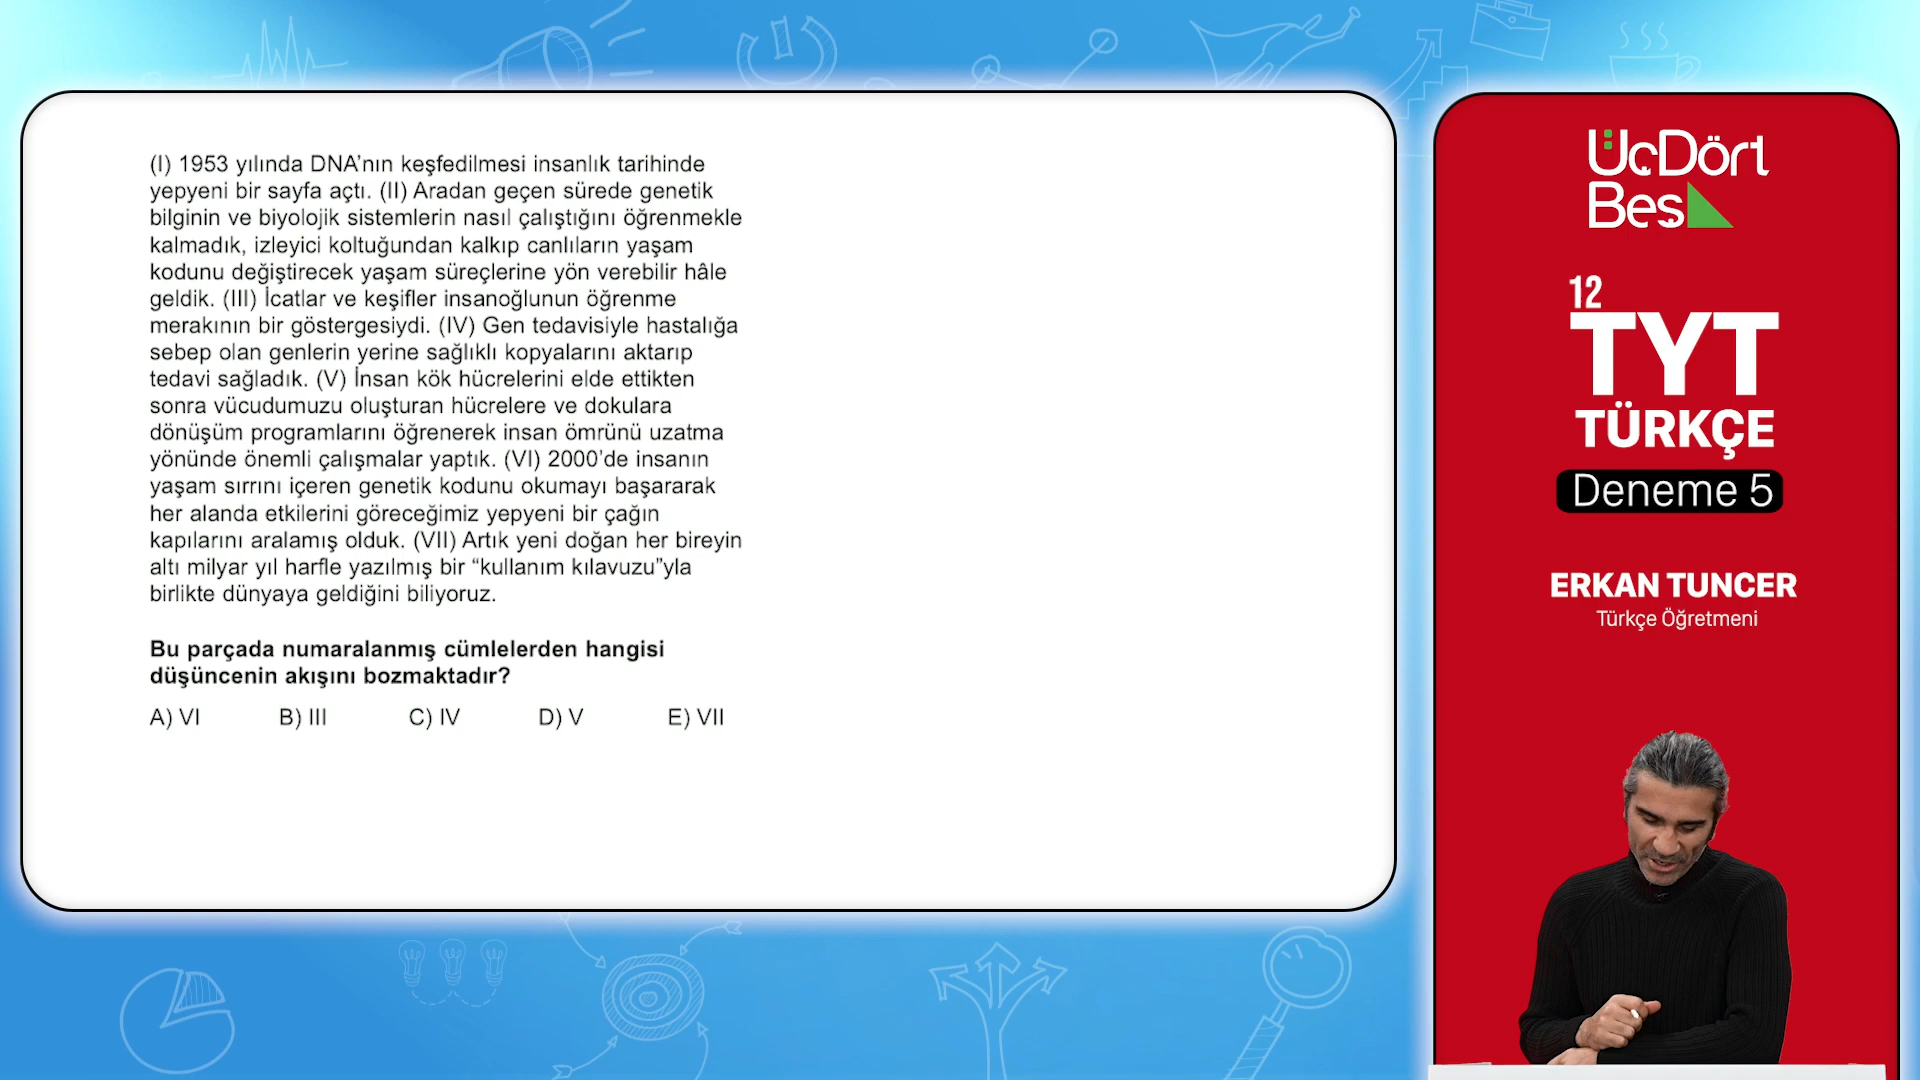 (I) 1953 yılında DNA’nın keşfedilmesi insanlık tarihinde
yepyeni bir sayfa açtı. (II) Aradan geçen sürede genetik
bilginin ve biyolojik sistemlerin nasıl çalıştığını öğrenmekle
kalmadık, izleyici koltuğundan kalkıp canlıların yaşam
kodunu değiştirecek yaşam süreçlerine yön verebilir hâle
geldik. (III) İcatlar ve keşifler insanoğlunun öğrenme
merakının bir göstergesiydi. (IV) Gen tedavisiyle hastalığa
sebep olan genlerin yerine sağlıklı kopyalarını aktarıp
tedavi sağladık. (V) İnsan kök hücrelerini elde ettikten
sonra vücudumuzu oluşturan hücrelere ve dokulara
dönüşüm programlarını öğrenerek insan ömrünü uzatma
yönünde önemli çalışmalar yaptık. (VI) 2000’de insanın
yaşam sırrını içeren genetik kodunu okumayı başararak
her alanda etkilerini göreceğimiz yepyeni bir çağın
kapılarını aralamış olduk. (VII) Artık yeni doğan her bireyin
altı milyar yıl harfle yazılmış bir “kullanım kılavuzu”yla
birlikte dünyaya geldiğini biliyoruz.
Bu parçada numaralanmış cümlelerden hangisi
düşüncenin akışını bozmaktadır?
A) VI B) III C) IV D) V E) VII
ÜçDört
Beş
12
TYT
TÜRKÇE
Deneme 5
ERKAN TUNCER
Türkçe Öğretmeni